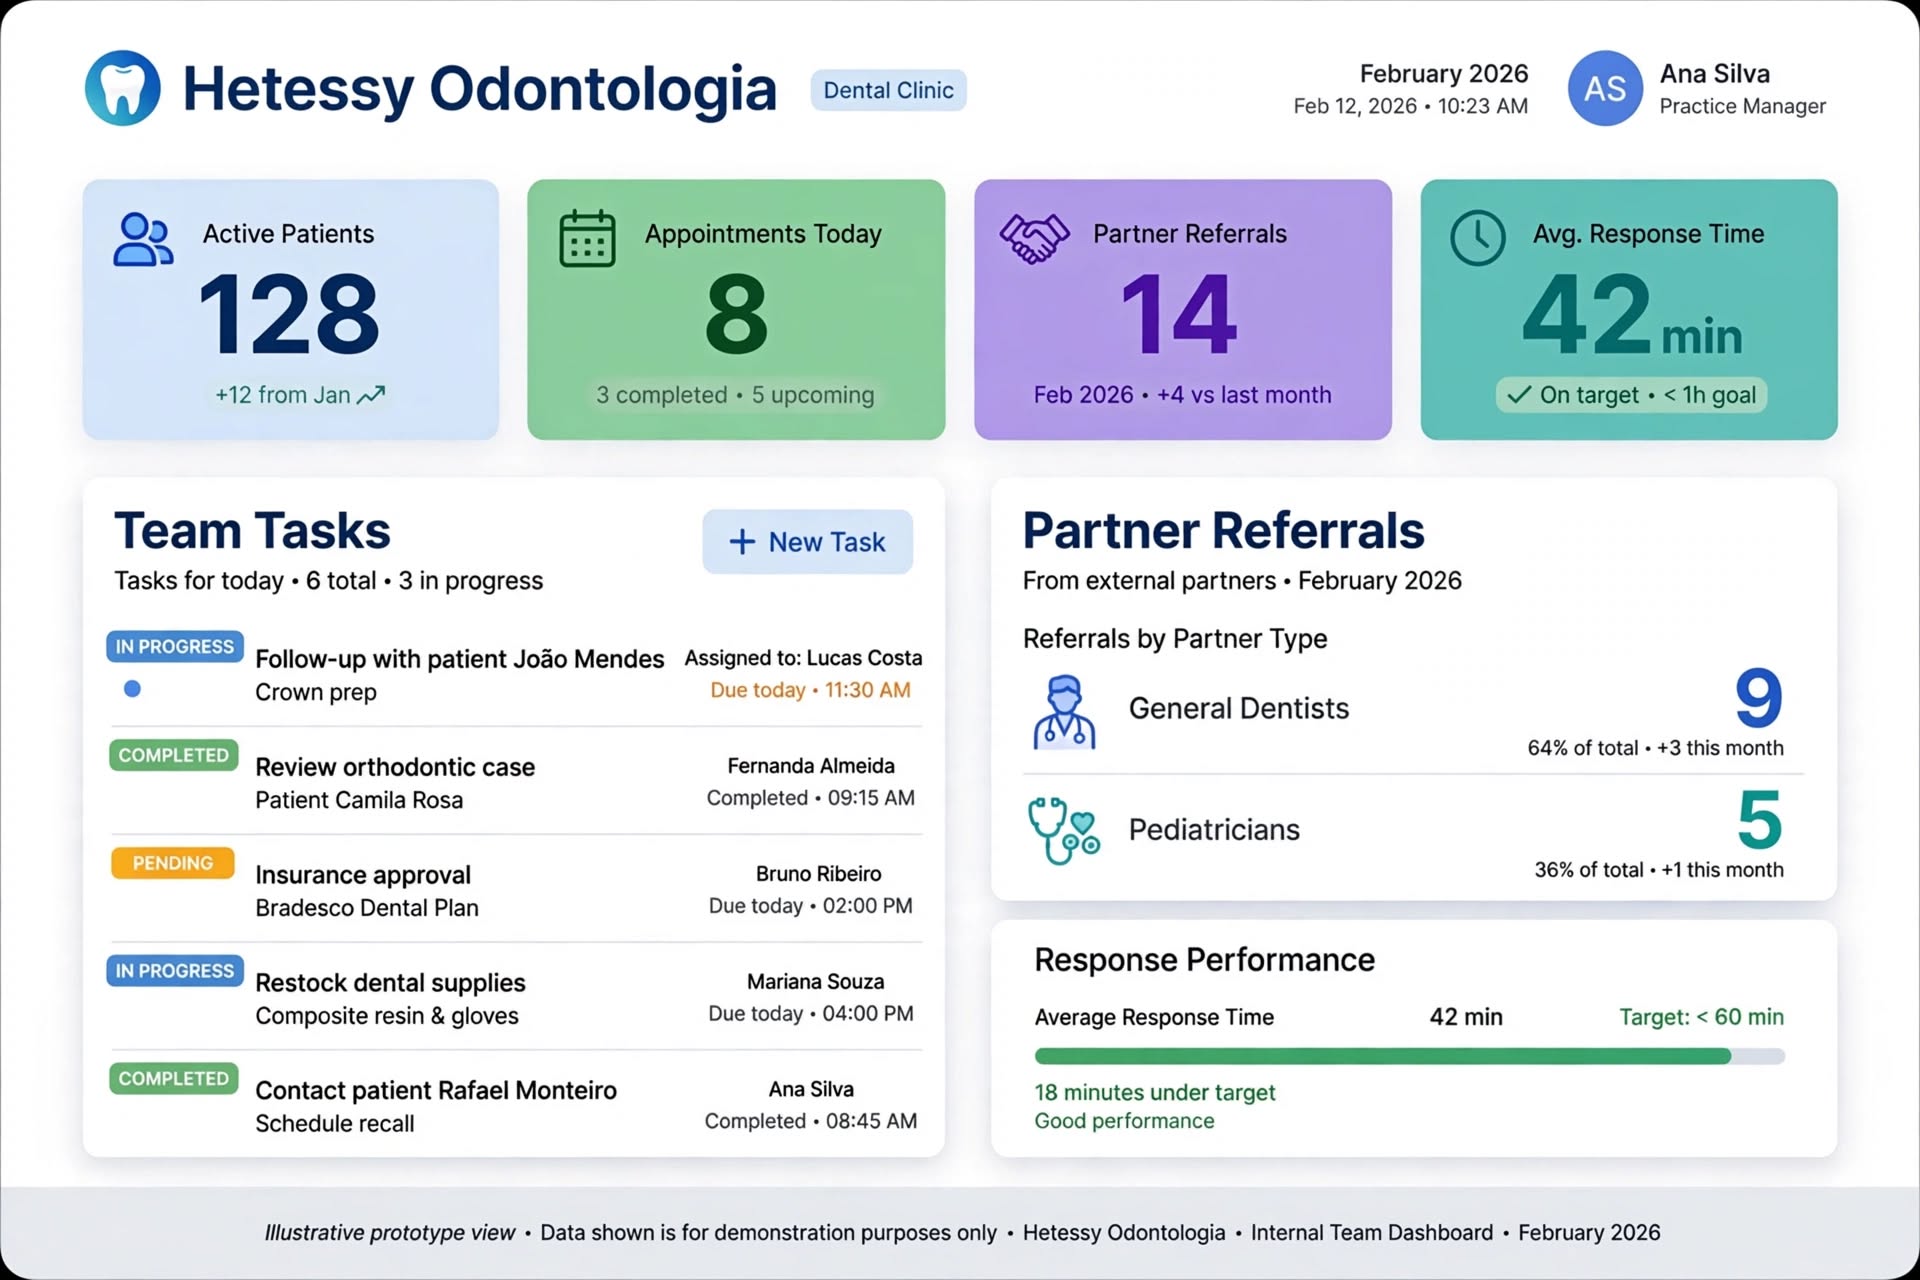 Hetessy Odontologia
Dental Clinic
February 2026
Feb 12, 2026 • 10:23 AM
AS
Ana Silva
Practice Manager
Active Patients
128
+12 from Jan
Appointments Today
8
3 completed • 5 upcoming
Partner Referrals
14
Feb 2026 • +4 vs last month
Avg. Response Time
42 min
On target • < 1h goal
Team Tasks
Tasks for today • 6 total • 3 in progress
+ New Task
IN PROGRESS
Follow-up with patient João Mendes
Crown prep
Assigned to: Lucas Costa
Due today • 11:30 AM
COMPLETED
Review orthodontic case
Patient Camila Rosa
Fernanda Almeida
Completed • 09:15 AM
PENDING
Insurance approval
Bradesco Dental Plan
Bruno Ribeiro
Due today • 02:00 PM
IN PROGRESS
Restock dental supplies
Composite resin & gloves
Mariana Souza
Due today • 04:00 PM
COMPLETED
Contact patient Rafael Monteiro
Schedule recall
Ana Silva
Completed • 08:45 AM
Partner Referrals
From external partners • February 2026
Referrals by Partner Type
General Dentists
9
64% of total • +3 this month
Pediatricians
5
36% of total • +1 this month
Response Performance
Average Response Time
42 min
Target: < 60 min
18 minutes under target
Good performance
Illustrative prototype view • Data shown is for demonstration purposes only • Hetessy Odontologia • Internal Team Dashboard • February 2026